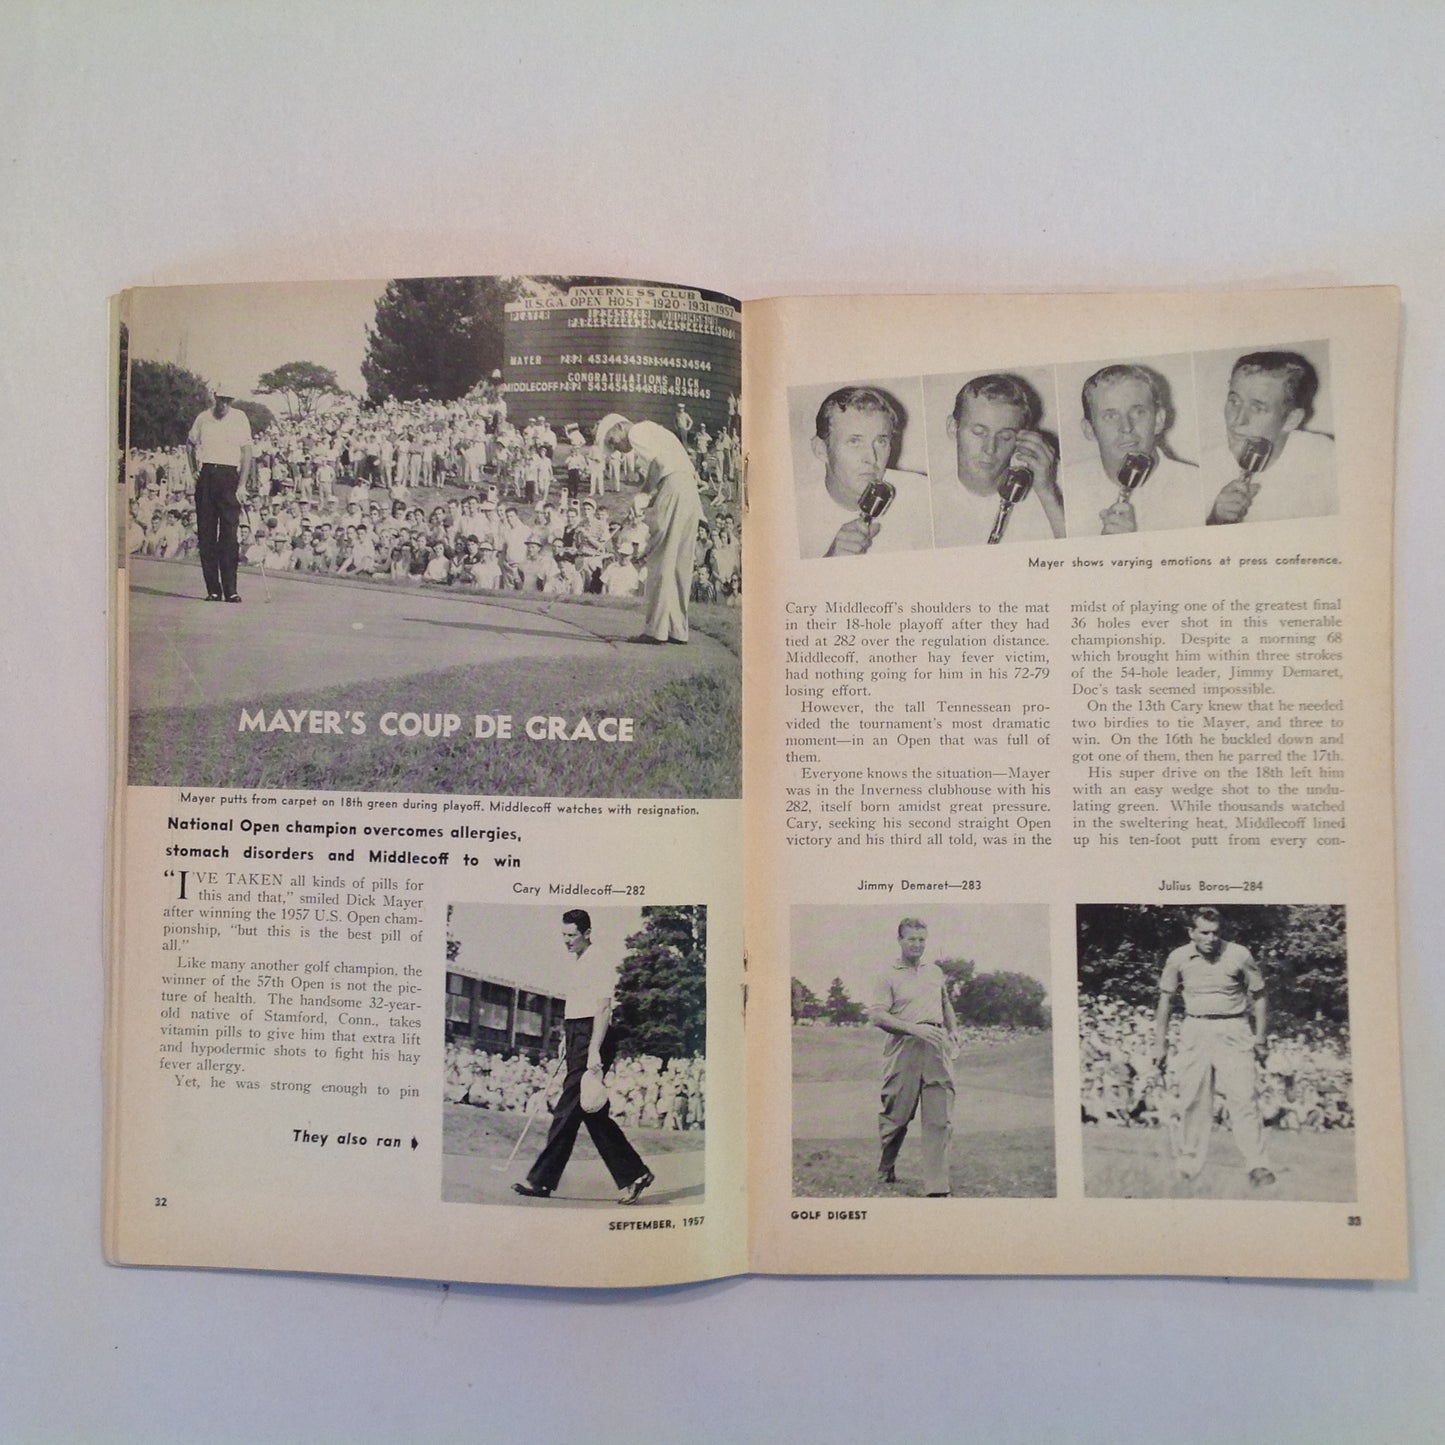 INVERNESS CLUB
U.S.G.A. OPEN HOST - 1920 · 1931 - 1957
PLAYER
MAYER
CONGRATULATIONS DICK
MIDDLECOFF
MAYER'S COUP DE GRACE
Mayer putts from carpet on 18th green during playoff. Middlecoff watches with resignation.
National Open champion overcomes allergies,
stomach disorders and Middlecoff to win
"I'VE TAKEN all kinds of pills for
this and that," smiled Dick Mayer
after winning the 1957 U.S. Open cham-
pionship, "but this is the best pill of
all."
Like many another golf champion, the
winner of the 57th Open is not the pic-
ture of health. The handsome 32-year-
old native of Stamford, Conn., takes
vitamin pills to give him that extra lift
and hypodermic shots to fight his hay
fever allergy.
Yet, he was strong enough to pin
They also ran
Cary Middlecoff—282
32
SEPTEMBER, 1957
Mayer shows varying emotions at press conference.
Cary Middlecoff's shoulders to the mat
in their 18-hole playoff after they had
tied at 282 over the regulation distance.
Middlecoff, another hay fever victim,
had nothing going for him in his 72-79
losing effort.
However, the tall Tennessean pro-
vided the tournament's most dramatic
moment—in an Open that was full of
them.
Everyone knows the situation—Mayer
was in the Inverness clubhouse with his
282, itself born amidst great pressure.
Cary, seeking his second straight Open
victory and his third all told, was in the
midst of playing one of the greatest final
36 holes ever shot in this venerable
championship. Despite a morning 68
which brought him within three strokes
of the 54-hole leader, Jimmy Demaret,
Doc's task seemed impossible.
On the 13th Cary knew that he needed
two birdies to tie Mayer, and three to
win. On the 16th he buckled down and
got one of them, then he parred the 17th.
His super drive on the 18th left him
with an easy wedge shot to the undu-
lating green. While thousands watched
in the sweltering heat, Middlecoff lined
up his ten-foot putt from every con-
Jimmy Demaret—283
Julius Boros—284
GOLF DIGEST
33